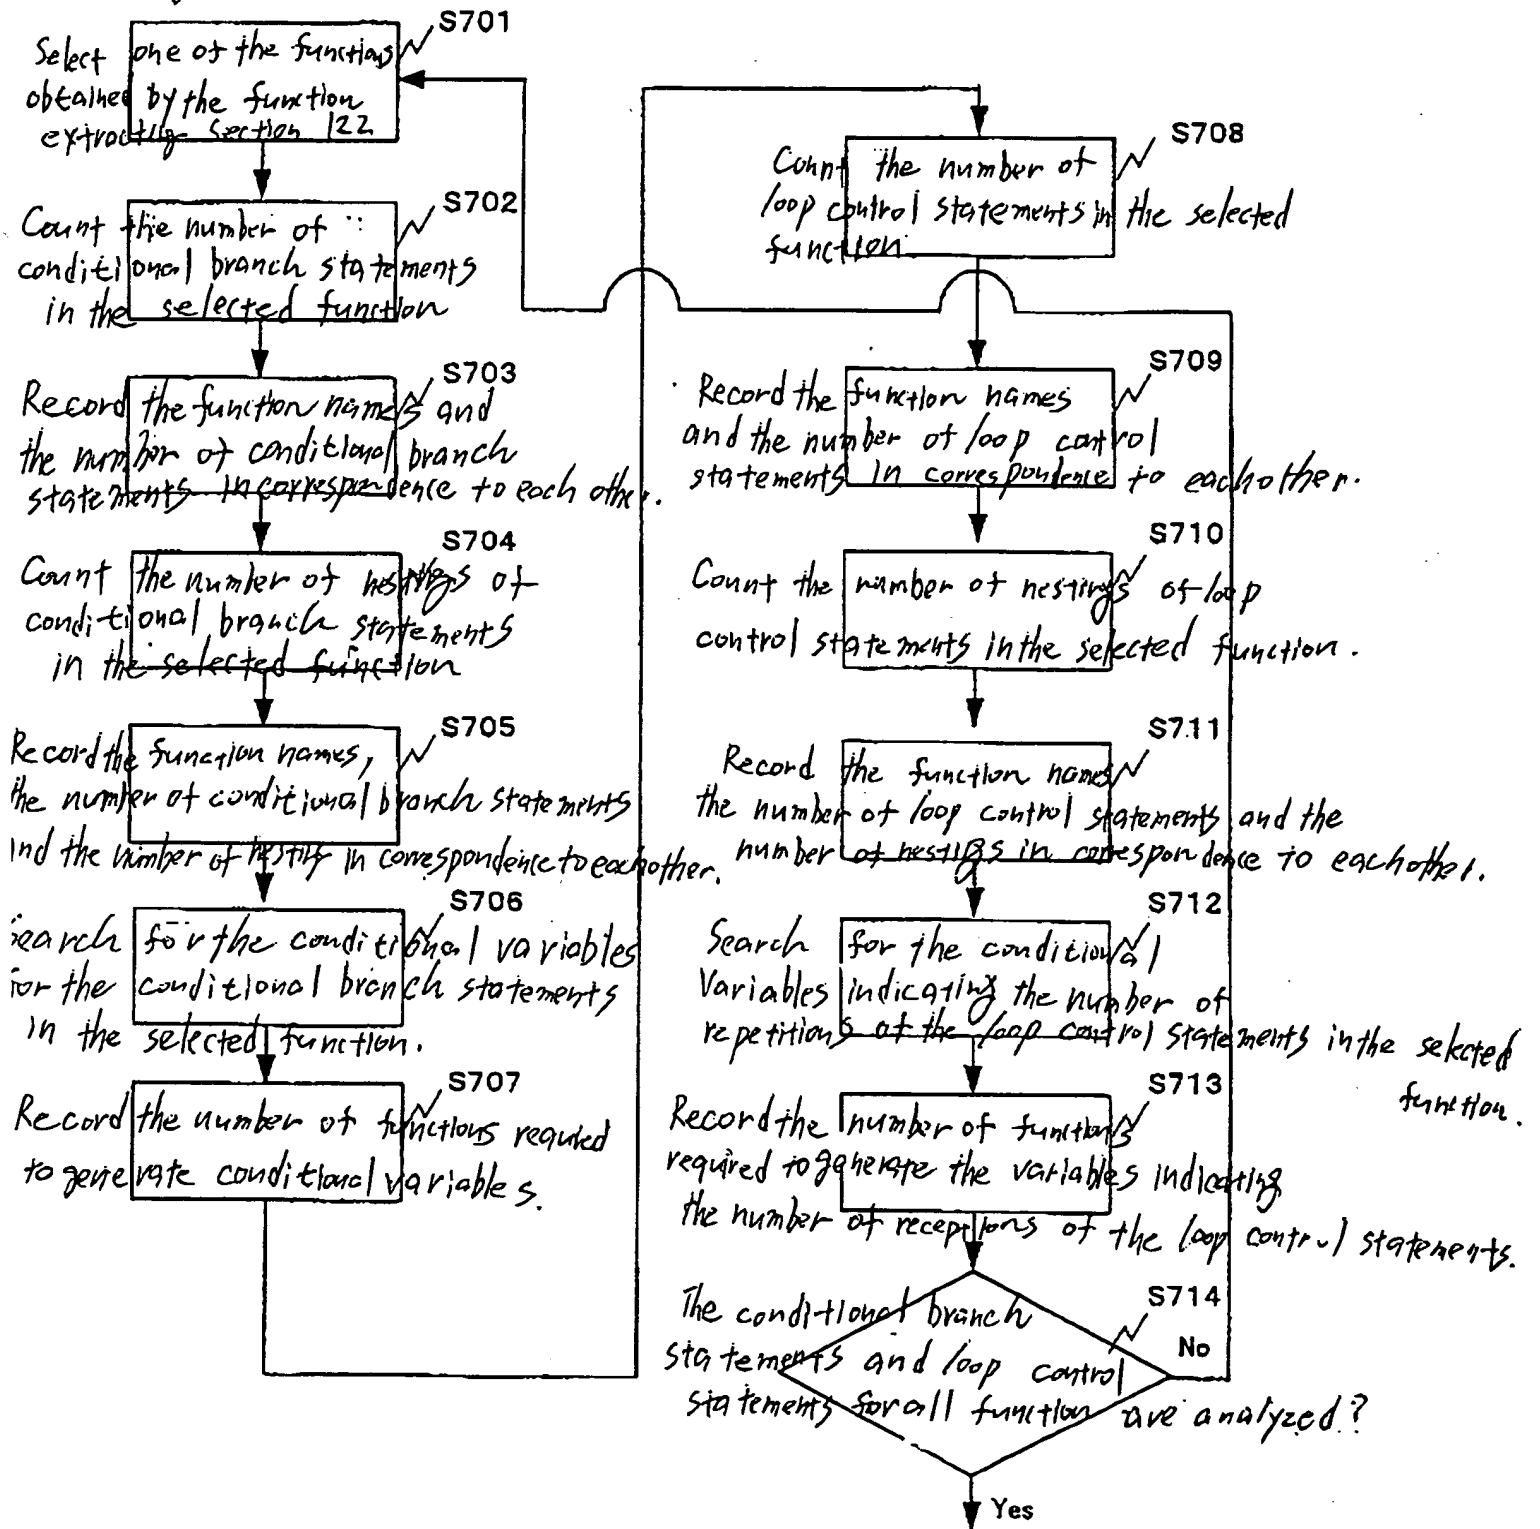 S701
Select one of the functions
obtained by the function
extracting section 122
S702
Count the number of
conditional branch statements
in the selected function
S703
Record the function names and
the number of conditional branch
statements in correspondence to each other.
S704
Count the number of nestings of
conditional branch statements
in the selected function
S705
Record the function names,
the number of conditional branch statements
and the number of nesting in correspondence to each other.
S706
Search for the conditional variables
for the conditional branch statements
in the selected function.
S707
Record the number of functions required
to generate conditional variables.
S708
Count the number of
loop control statements in the selected
function.
S709
Record the function names
and the number of loop control
statements in correspondence to each other.
S710
Count the number of nestings of loop
control statements in the selected function.
S711
Record the function names
the number of loop control statements and the
number of nestings in correspondence to each other.
S712
Search for the conditional
Variables indicating the number of
repetitions of the loop control statements in the selected
function.
S713
Record the number of functions
required to generate the variables indicating
the number of receptions of the loop control statements.
S714
The conditional branch
statements and loop control
statements for all function are analyzed?
No
Yes